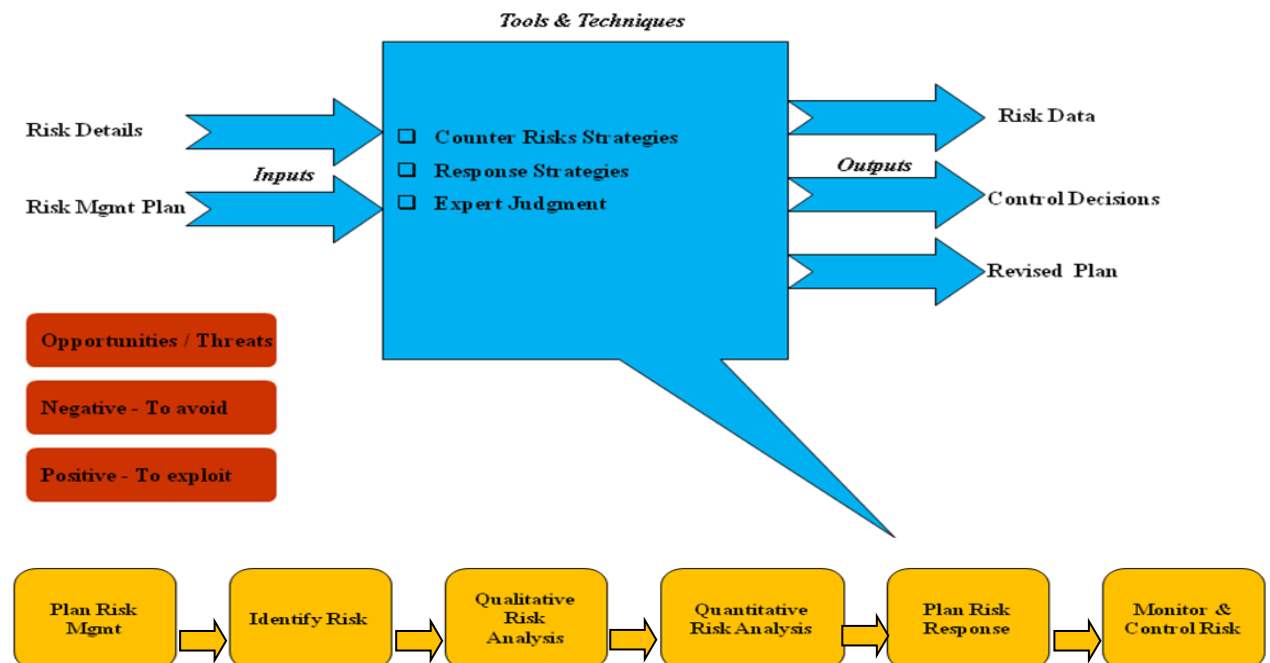 Tools & Techniques
Risk Details
Inputs
Risk Mgmt Plan
Counter Risks Strategies
Response Strategies
Expert Judgment
Risk Data
Outputs
Control Decisions
Revised Plan
Opportunities / Threats
Negative - To avoid
Positive - To exploit
Plan Risk
Mgmt
Identify Risk
Qualitative
Risk
Analysis
Quantitative
Risk Analysis
Plan Risk
Response
Monitor &
Control Risk